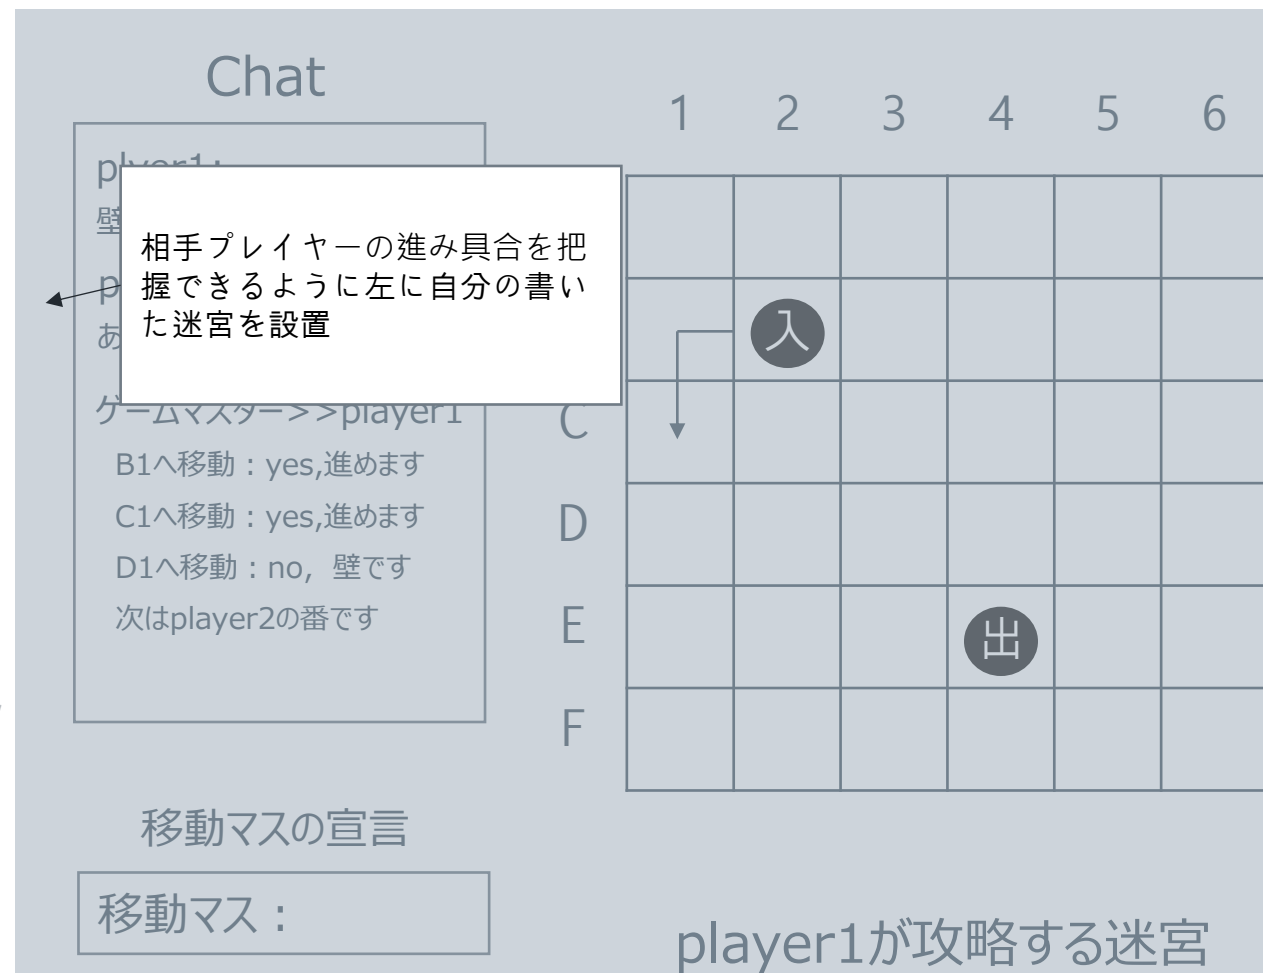 Chat
1 2 3 4 5 6
相手プレイヤーの進み具合を把
握できるように左に自分の書い
た迷宮を設置
入
ゲームマスター>>player1
C
B1へ移動：yes,進めます
C1へ移動：yes,進めます
D1へ移動：no, 壁です
D
次はplayer2の番です
E
出
F
移動マスの宣言
移動マス：
player1が攻略する迷宮